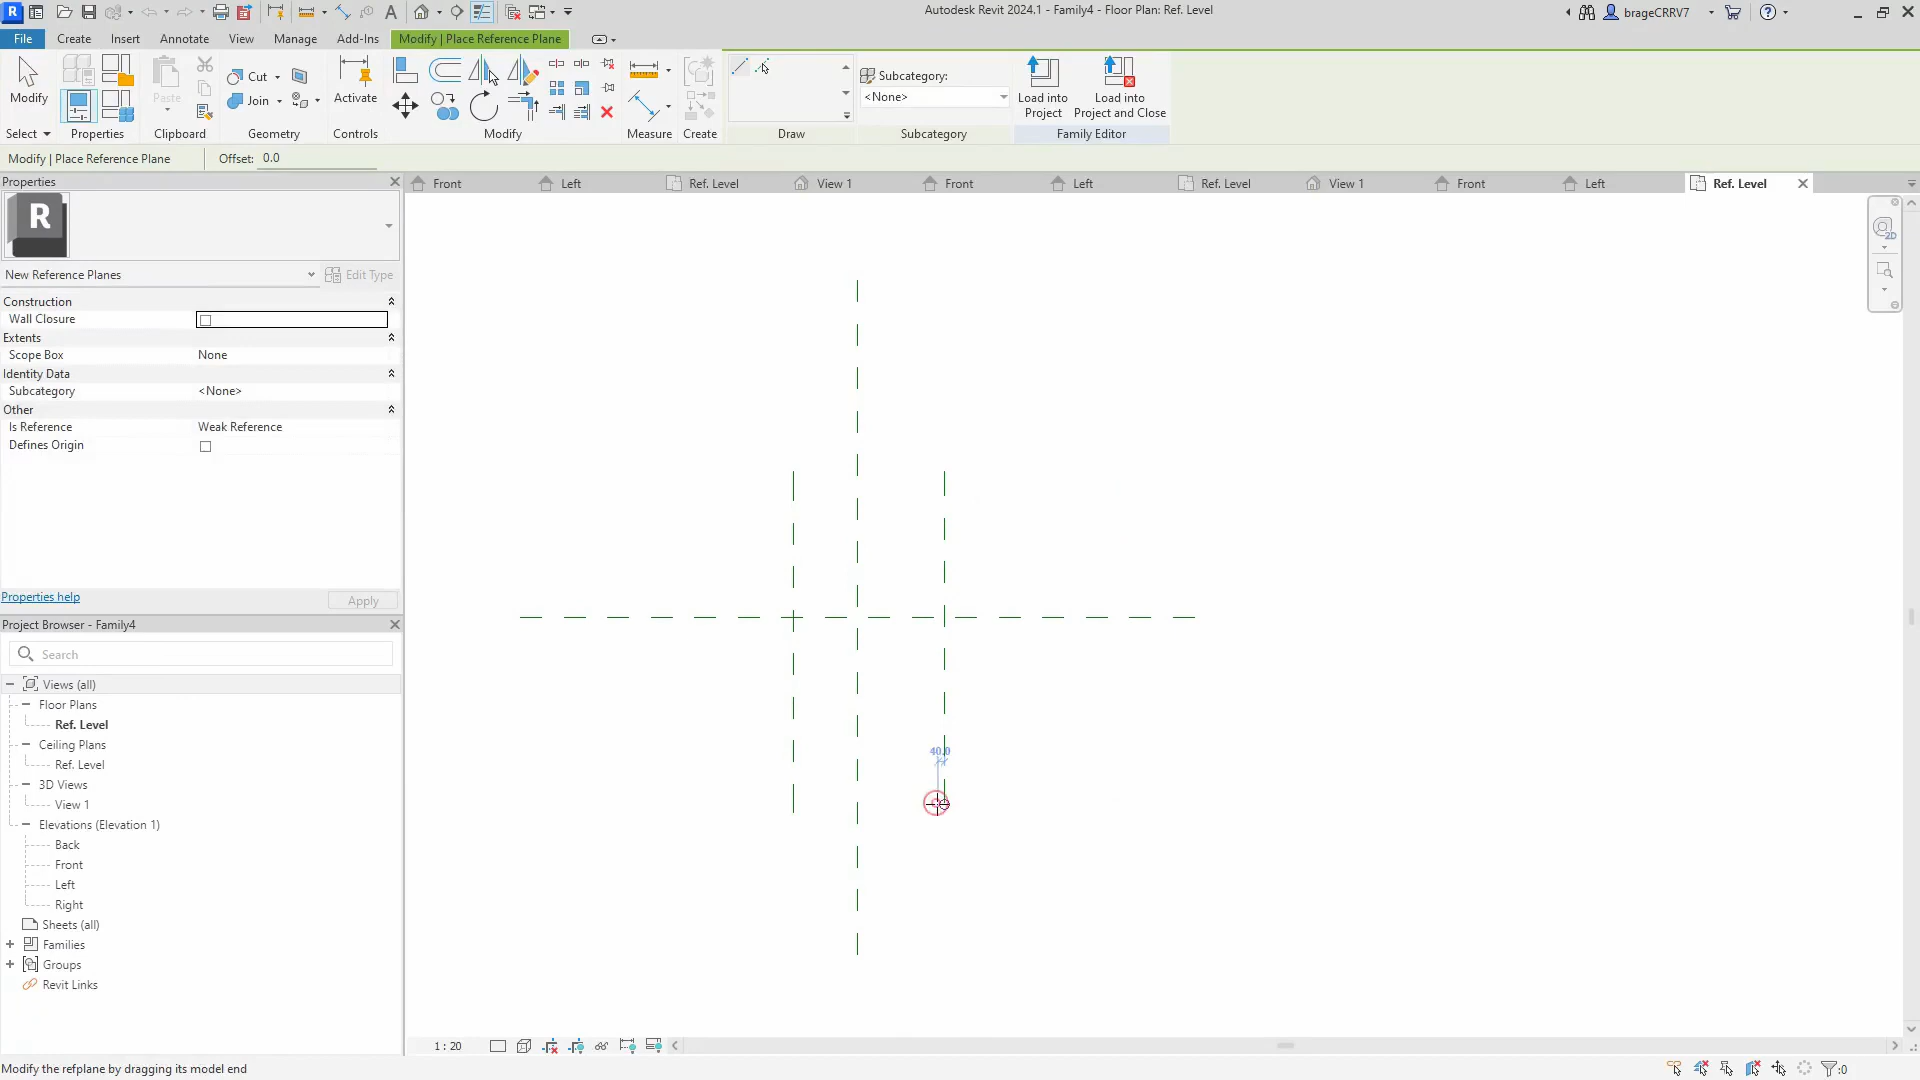 Autodesk Revit 2024.1 - Family4 - Floor Plan: Ref. Level
brageCRRV7
File
Create
Insert
Annotate
View
Manage
Add-Ins
Modify | Place Reference Plane
Modify
Paste
Cut
Join
Activate
Create
Subcategory:
<None>
Load into
Project
Load into
Project and Close
Select
Properties
Clipboard
Geometry
Controls
Modify
Measure
Create
Draw
Subcategory
Family Editor
Modify | Place Reference Plane
Offset: 0.0
Properties
Front
Left
Ref. Level
View 1
Front
Left
Ref. Level
View 1
Front
Left
Ref. Level
R
2D
New Reference Planes
Edit Type
Construction
Wall Closure
Extents
Scope Box None
Identity Data
Subcategory <None>
Other
Is Reference Weak Reference
Defines Origin
Properties help
Apply
Project Browser - Family4
Search
Views (all)
Floor Plans
Ref. Level
Ceiling Plans
Ref. Level
3D Views
View 1
Elevations (Elevation 1)
Back
Front
Left
Right
Sheets (all)
Families
Groups
Revit Links
40.0
1 : 20
Modify the refplane by dragging its model end
:0